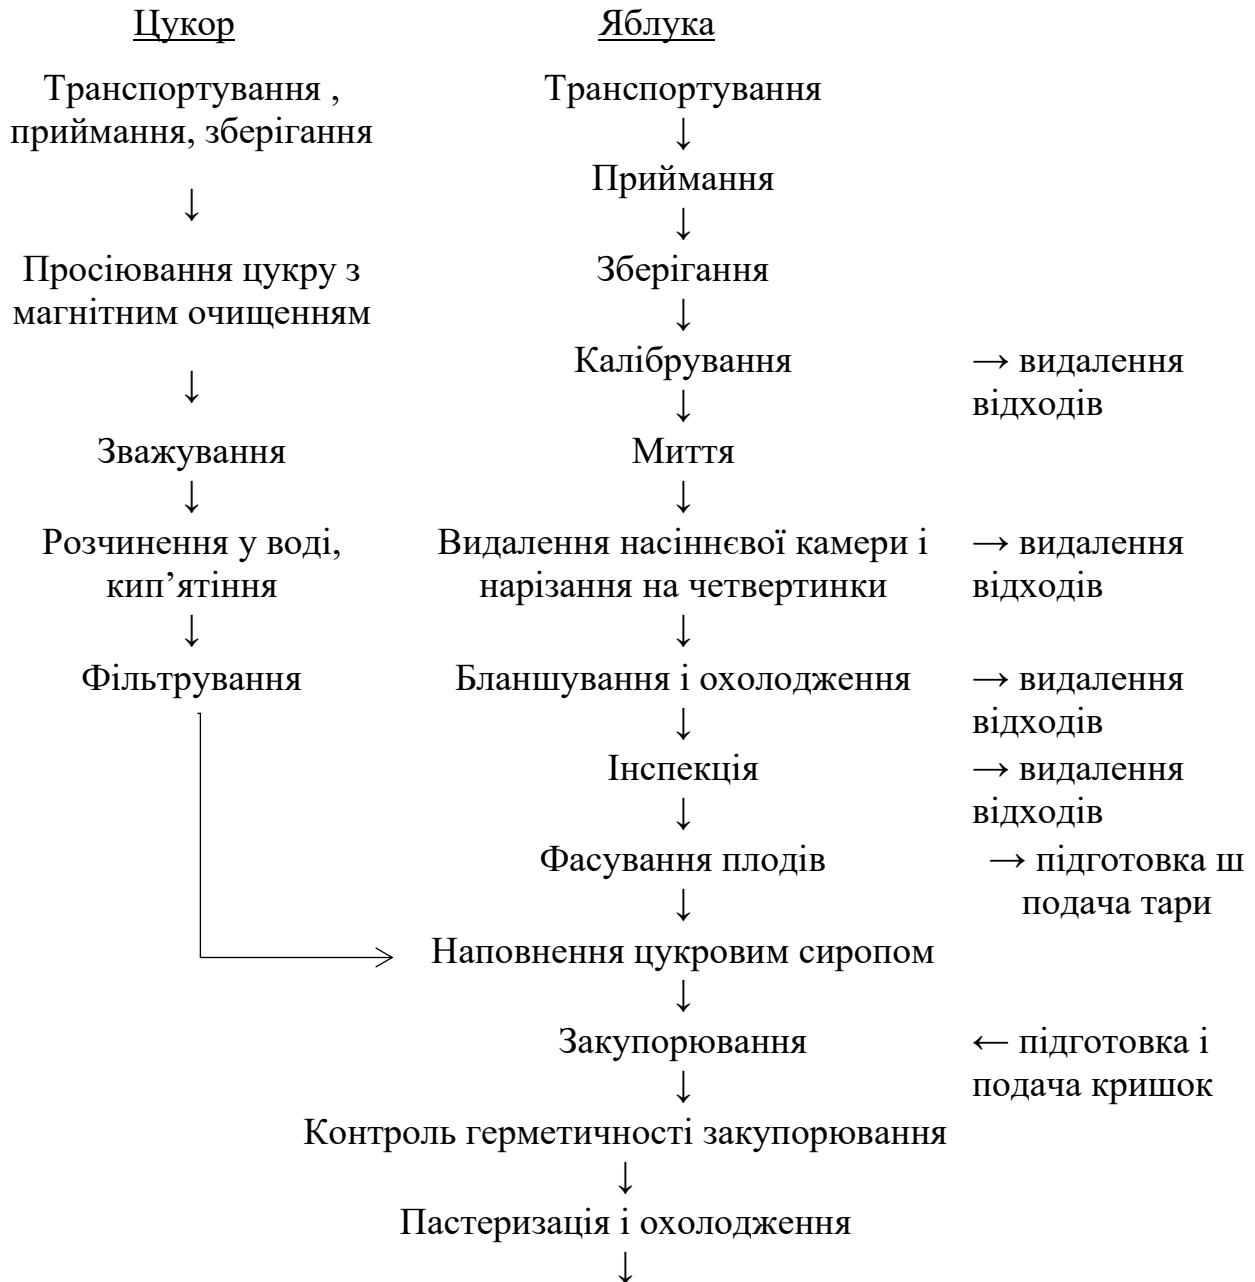 Цукор
Транспортування ,
приймання, зберігання
↓
Просіювання цукру з
магнітним очищенням
↓
Зважування
↓
Розчинення у воді,
кип’ятіння
↓
Фільтрування
Яблука
Транспортування
↓
Приймання
↓
Зберігання
↓
Калібрування
→ видалення
відходів
↓
Миття
↓
Видалення насіннєвої камери і
нарізання на четвертинки
→ видалення
відходів
↓
Бланшування і охолодження
→ видалення
відходів
↓
Інспекція
→ видалення
відходів
↓
Фасування плодів
→ підготовка ш
подача тари
↓
Наповнення цукровим сиропом
↓
Закупорювання
← підготовка і
подача кришок
↓
Контроль герметичності закупорювання
↓
Пастеризація і охолодження
↓